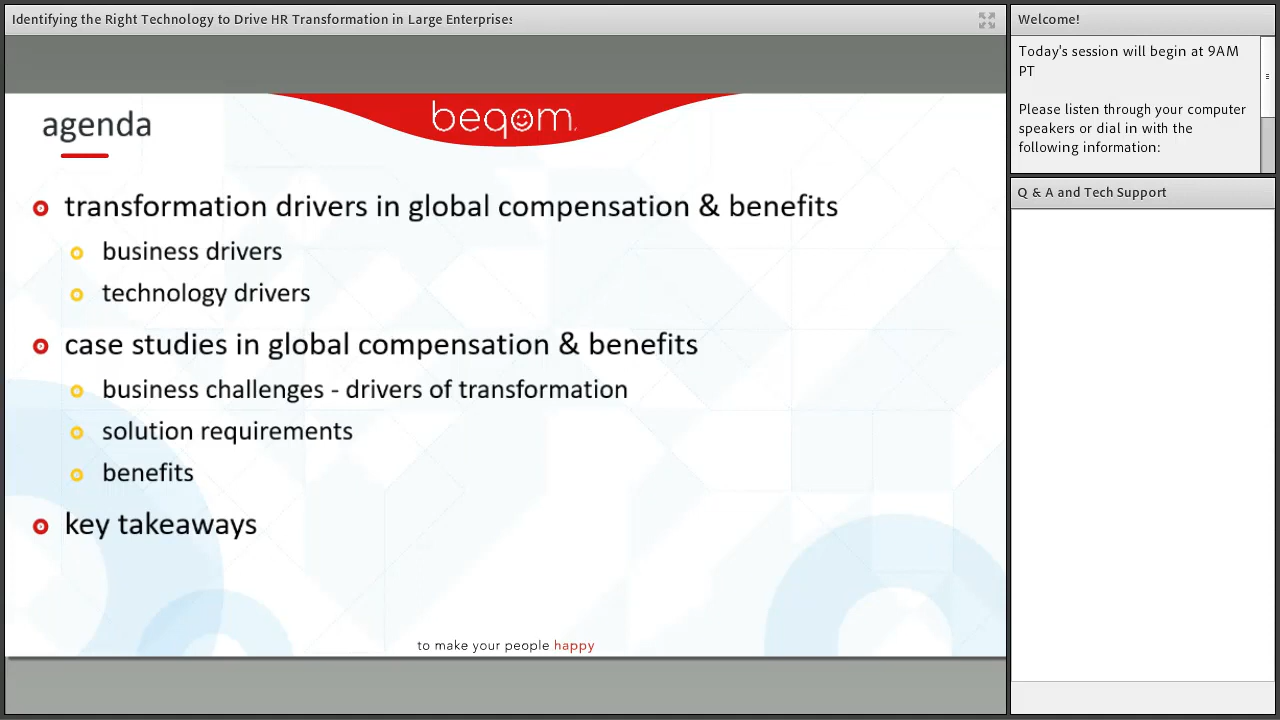 Identifying the Right Technology to Drive HR Transformation in Large Enterprises
agenda
beqom
transformation drivers in global compensation & benefits
business drivers
technology drivers
case studies in global compensation & benefits
business challenges - drivers of transformation
solution requirements
benefits
key takeaways
to make your people happy
Welcome!
Today's session will begin at 9AM
PT
Please listen through your computer
speakers or dial in with the
following information:
Q & A and Tech Support